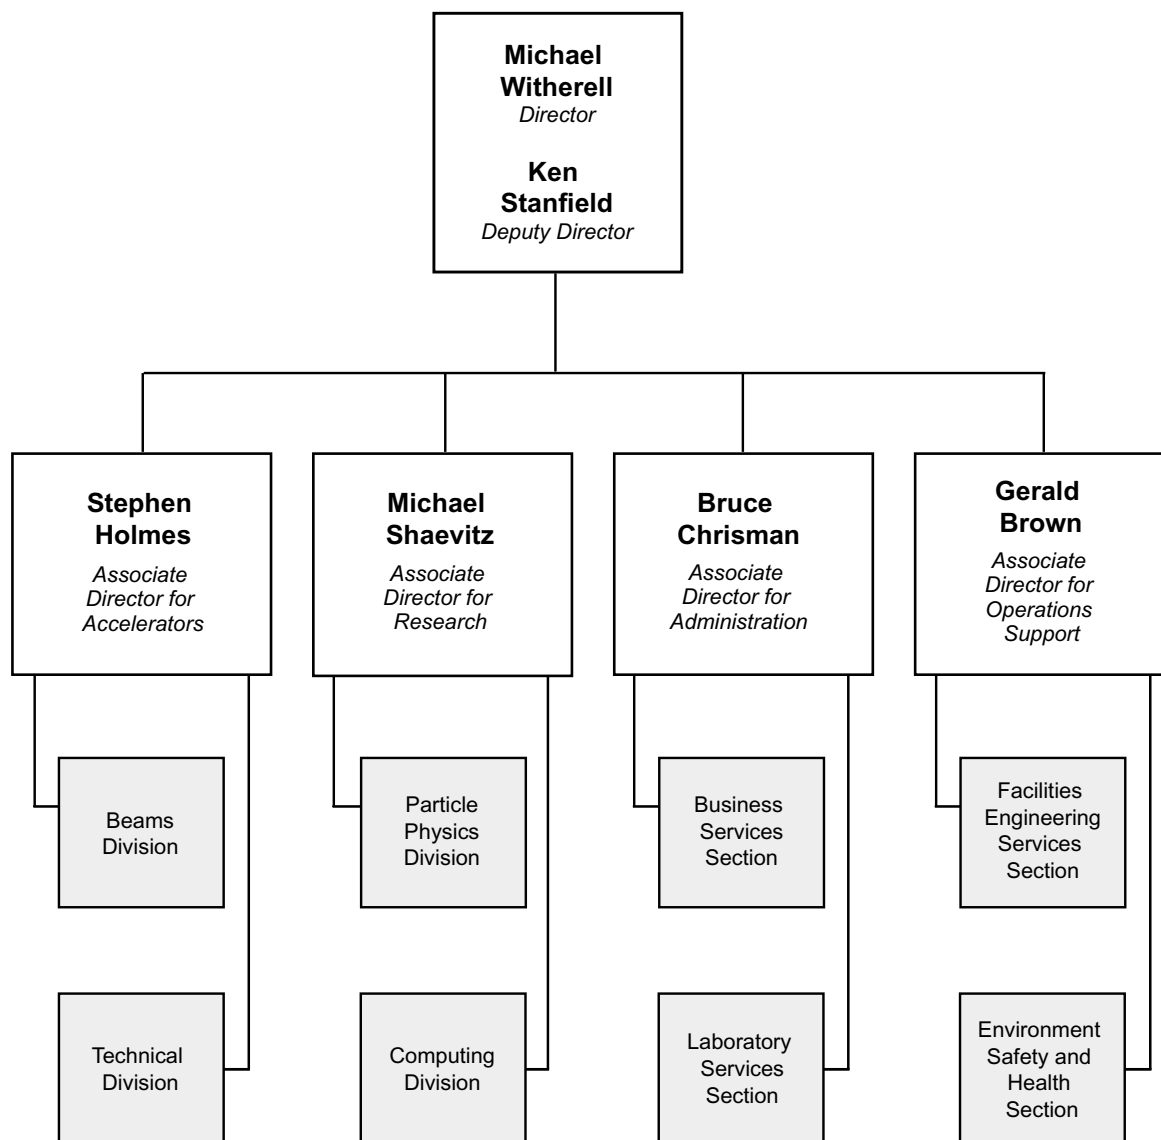 Michael
Witherell
Director
Ken
Stanfield
Deputy Director
Stephen
Holmes
Associate
Director for
Accelerators
Michael
Shaevitz
Associate
Director for
Research
Bruce
Chrisman
Associate
Director for
Administration
Gerald
Brown
Associate
Director for
Operations
Support
Beams
Division
Particle
Physics
Division
Business
Services
Section
Facilities
Engineering
Services
Section
Technical
Division
Computing
Division
Laboratory
Services
Section
Environment
Safety and
Health
Section